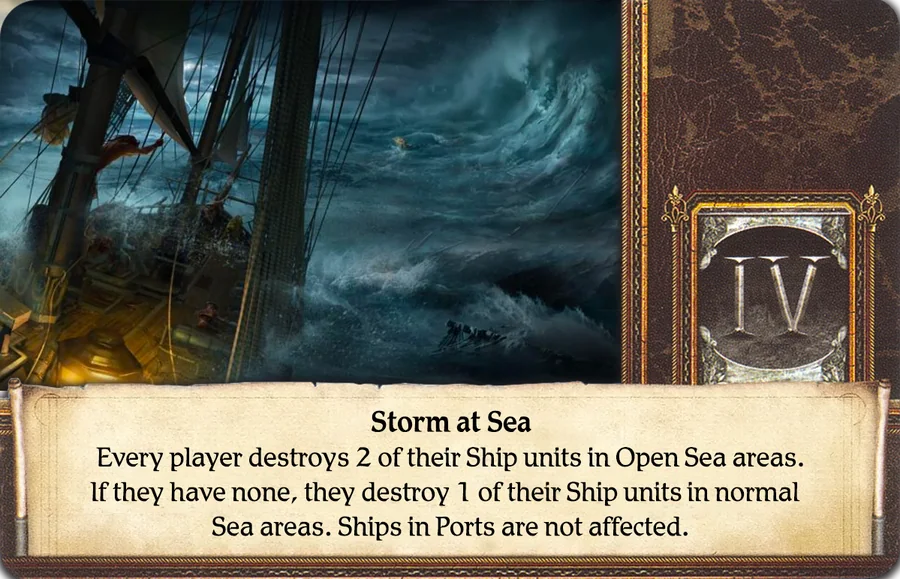 IV
Storm at Sea
Every player destroys 2 of their Ship units in Open Sea areas.
If they have none, they destroy 1 of their Ship units in normal
Sea areas. Ships in Ports are not affected.